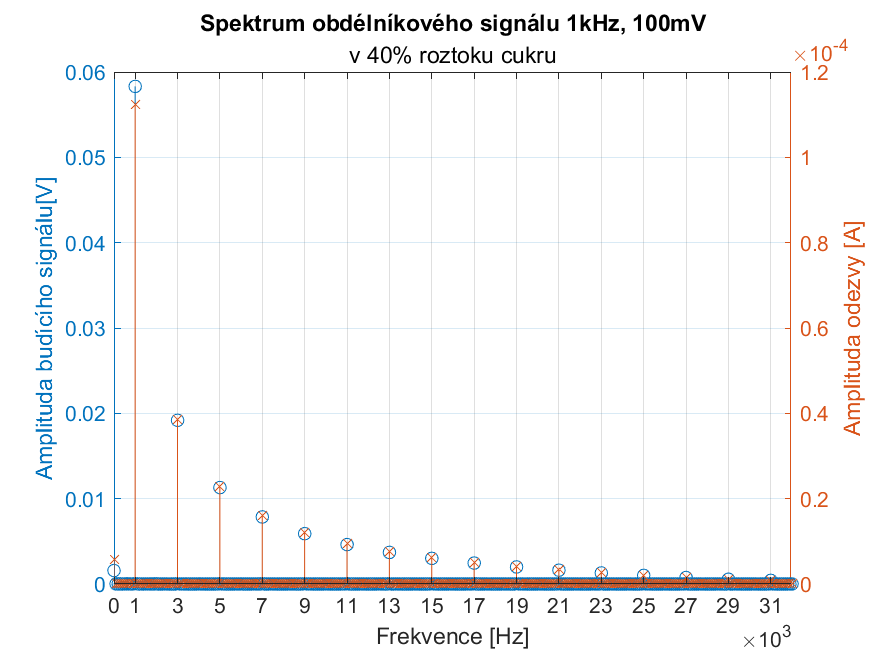 Spektrum obdélníkového signálu 1kHz, 100mV
v 40% roztoku cukru
×10⁻⁴
Amplituda budícího signálu[V]
0.06
0.05
0.04
0.03
0.02
0.01
0
1.2
1
0.8
0.6
0.4
0.2
0
Amplituda odezvy [A]
0 1 3 5 7 9 11 13 15 17 19 21 23 25 27 29 31
Frekvence [Hz]
×10³